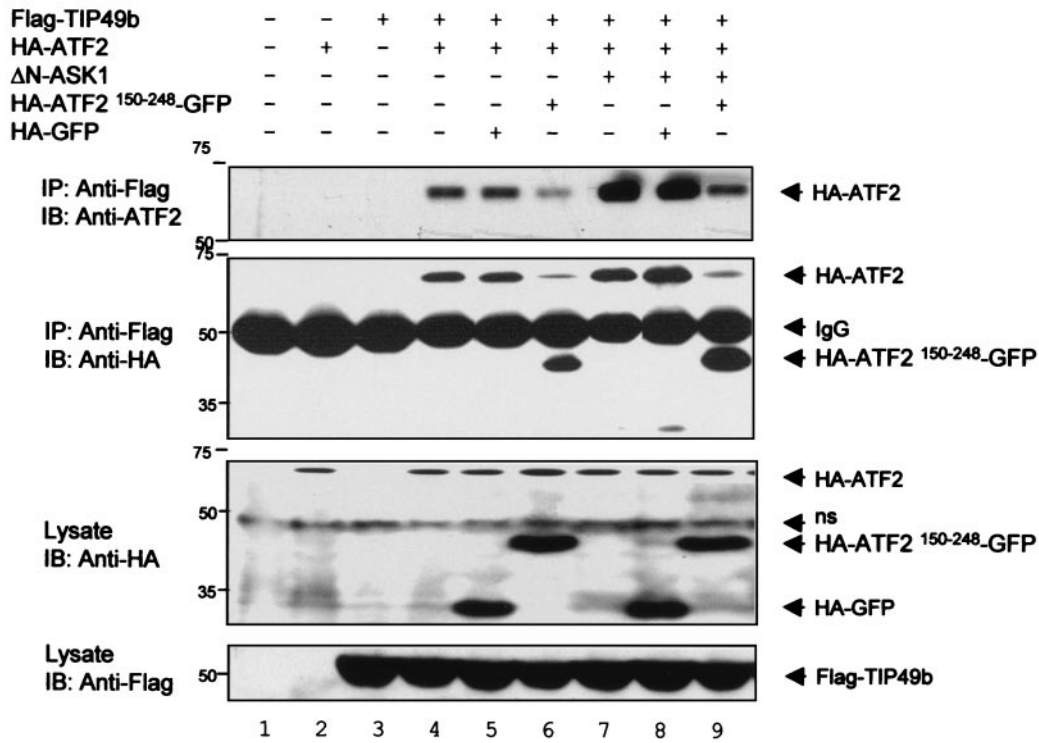 Flag-TIP49b - - + + + + + + +
HA-ATF2 - + - + + + + + +
ΔN-ASK1 - - - - - - + + +
HA-ATF2 150-248-GFP - - - - - + - - +
HA-GFP - - - - + - - + -
75
IP: Anti-Flag
IB: Anti-ATF2
HA-ATF2
50
75
HA-ATF2
IP: Anti-Flag
IB: Anti-HA
50
IgG
HA-ATF2 150-248-GFP
35
75
HA-ATF2
50
ns
Lysate
IB: Anti-HA
HA-ATF2 150-248-GFP
35
HA-GFP
Lysate
IB: Anti-Flag
50
Flag-TIP49b
1 2 3 4 5 6 7 8 9